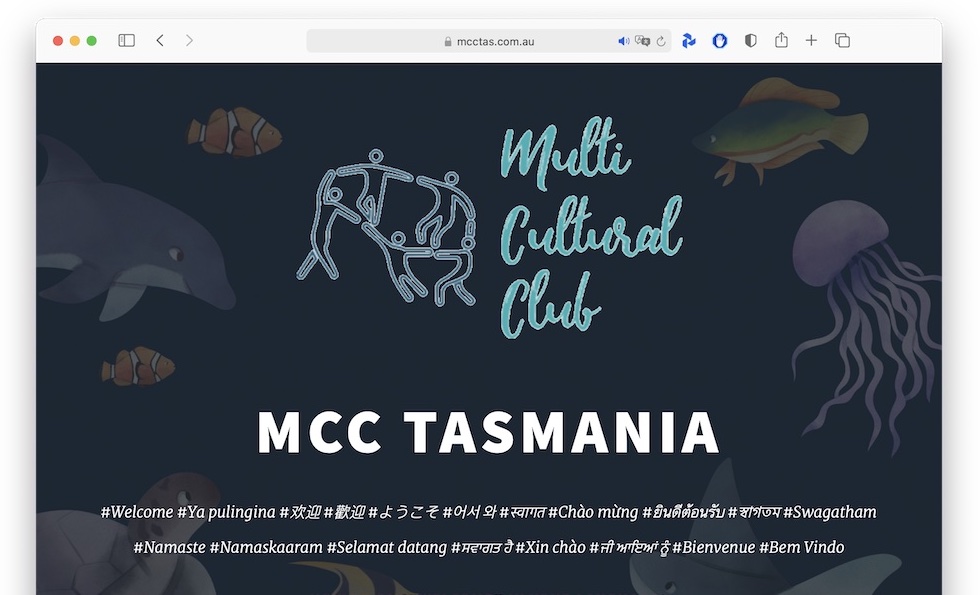 mcctas.com.au
Multi
Cultural
Club
MCC TASMANIA
#Welcome #Ya pulingina #欢迎 #歡迎 #ようこそ #어서 와 #स्वागत #Chào mừng #ยินดีต้อนรับ #স্বাগতম #Swagatham
#Namaste #Namaskaaram #Selamat datang #ਸਵਾਗਤ ਹੈ #Xin chào #ਜੀ ਆਇਆਂ ਨੂੰ #Bienvenue #Bem Vindo